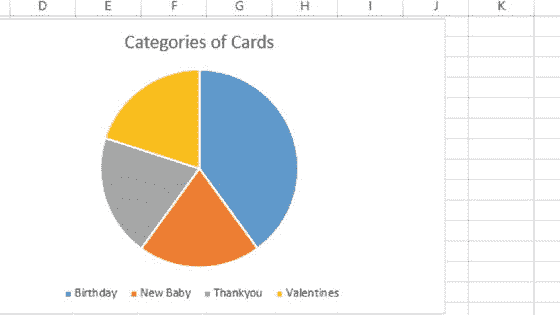 D E F G H I J K
Categories of Cards
Birthday New Baby Thankyou Valentines